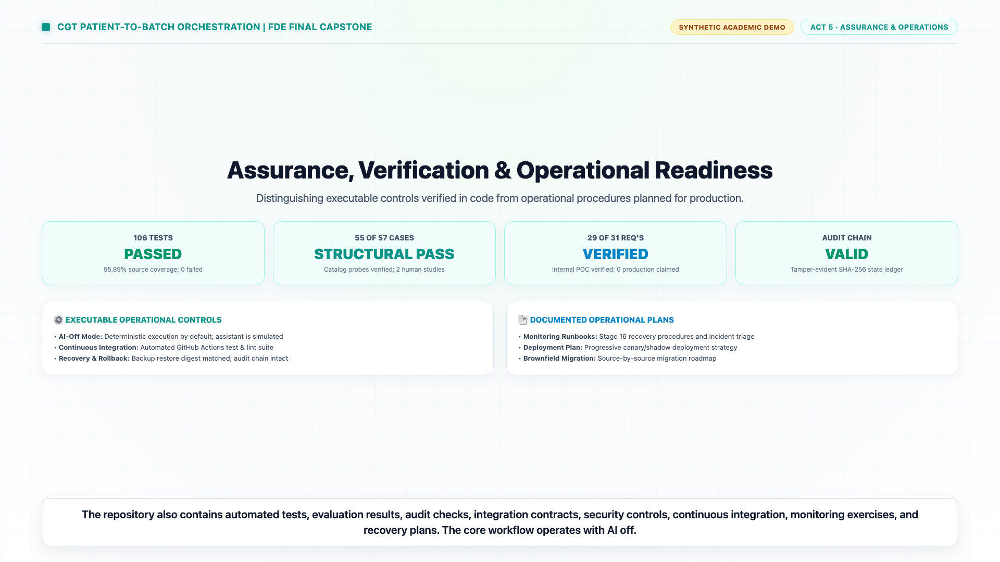 CGT PATIENT-TO-BATCH ORCHESTRATION | FDE FINAL CAPSTONE
SYNTHETIC ACADEMIC DEMO
ACT 5 · ASSURANCE & OPERATIONS
Assurance, Verification & Operational Readiness
Distinguishing executable controls verified in code from operational procedures planned for production.
106 TESTS
PASSED
95.89% source coverage; 0 failed
55 OF 57 CASES
STRUCTURAL PASS
Catalog probes verified; 2 human studies
29 OF 31 REQ'S
VERIFIED
Internal POC verified; 0 production claimed
AUDIT CHAIN
VALID
Tamper-evident SHA-256 state ledger
EXECUTABLE OPERATIONAL CONTROLS
• AI-Off Mode: Deterministic execution by default; assistant is simulated
• Continuous Integration: Automated GitHub Actions test & lint suite
• Recovery & Rollback: Backup restore digest matched; audit chain intact
DOCUMENTED OPERATIONAL PLANS
• Monitoring Runbooks: Stage 16 recovery procedures and incident triage
• Deployment Plan: Progressive canary/shadow deployment strategy
• Brownfield Migration: Source-by-source migration roadmap
The repository also contains automated tests, evaluation results, audit checks, integration contracts, security controls, continuous integration, monitoring exercises, and
recovery plans. The core workflow operates with AI off.